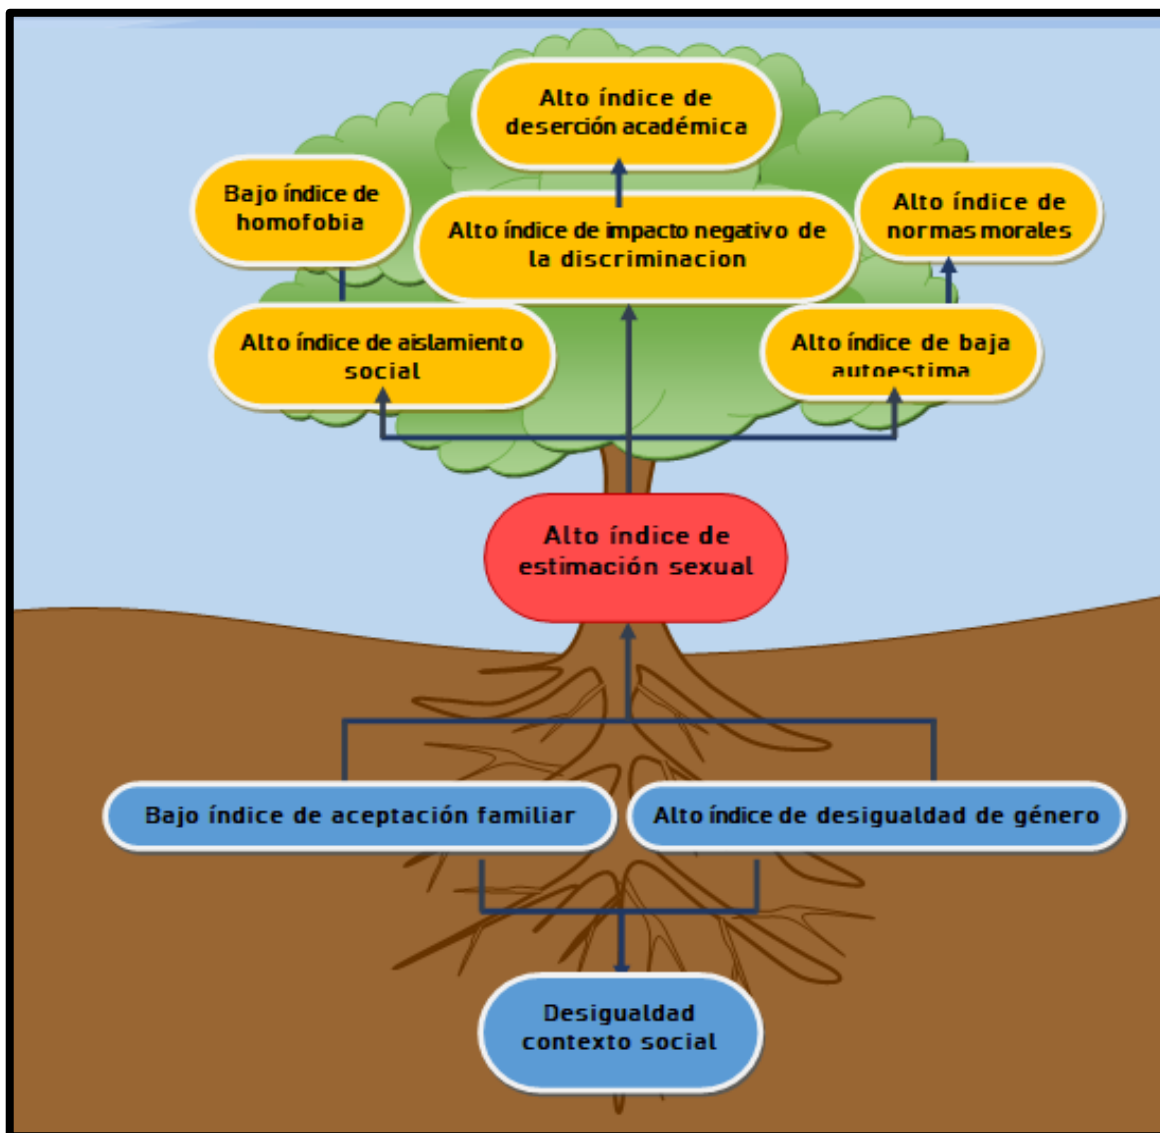 Alto índice de
deserción académica
Bajo índice de
homofobia
Alto índice de impacto negativo de
la discriminacion
Alto índice de
normas morales
Alto índice de aislamiento
social
Alto índice de baja
autoestima
Alto índice de
estimación sexual
Bajo índice de aceptación familiar
Alto índice de desigualdad de género
Desigualdad
contexto social